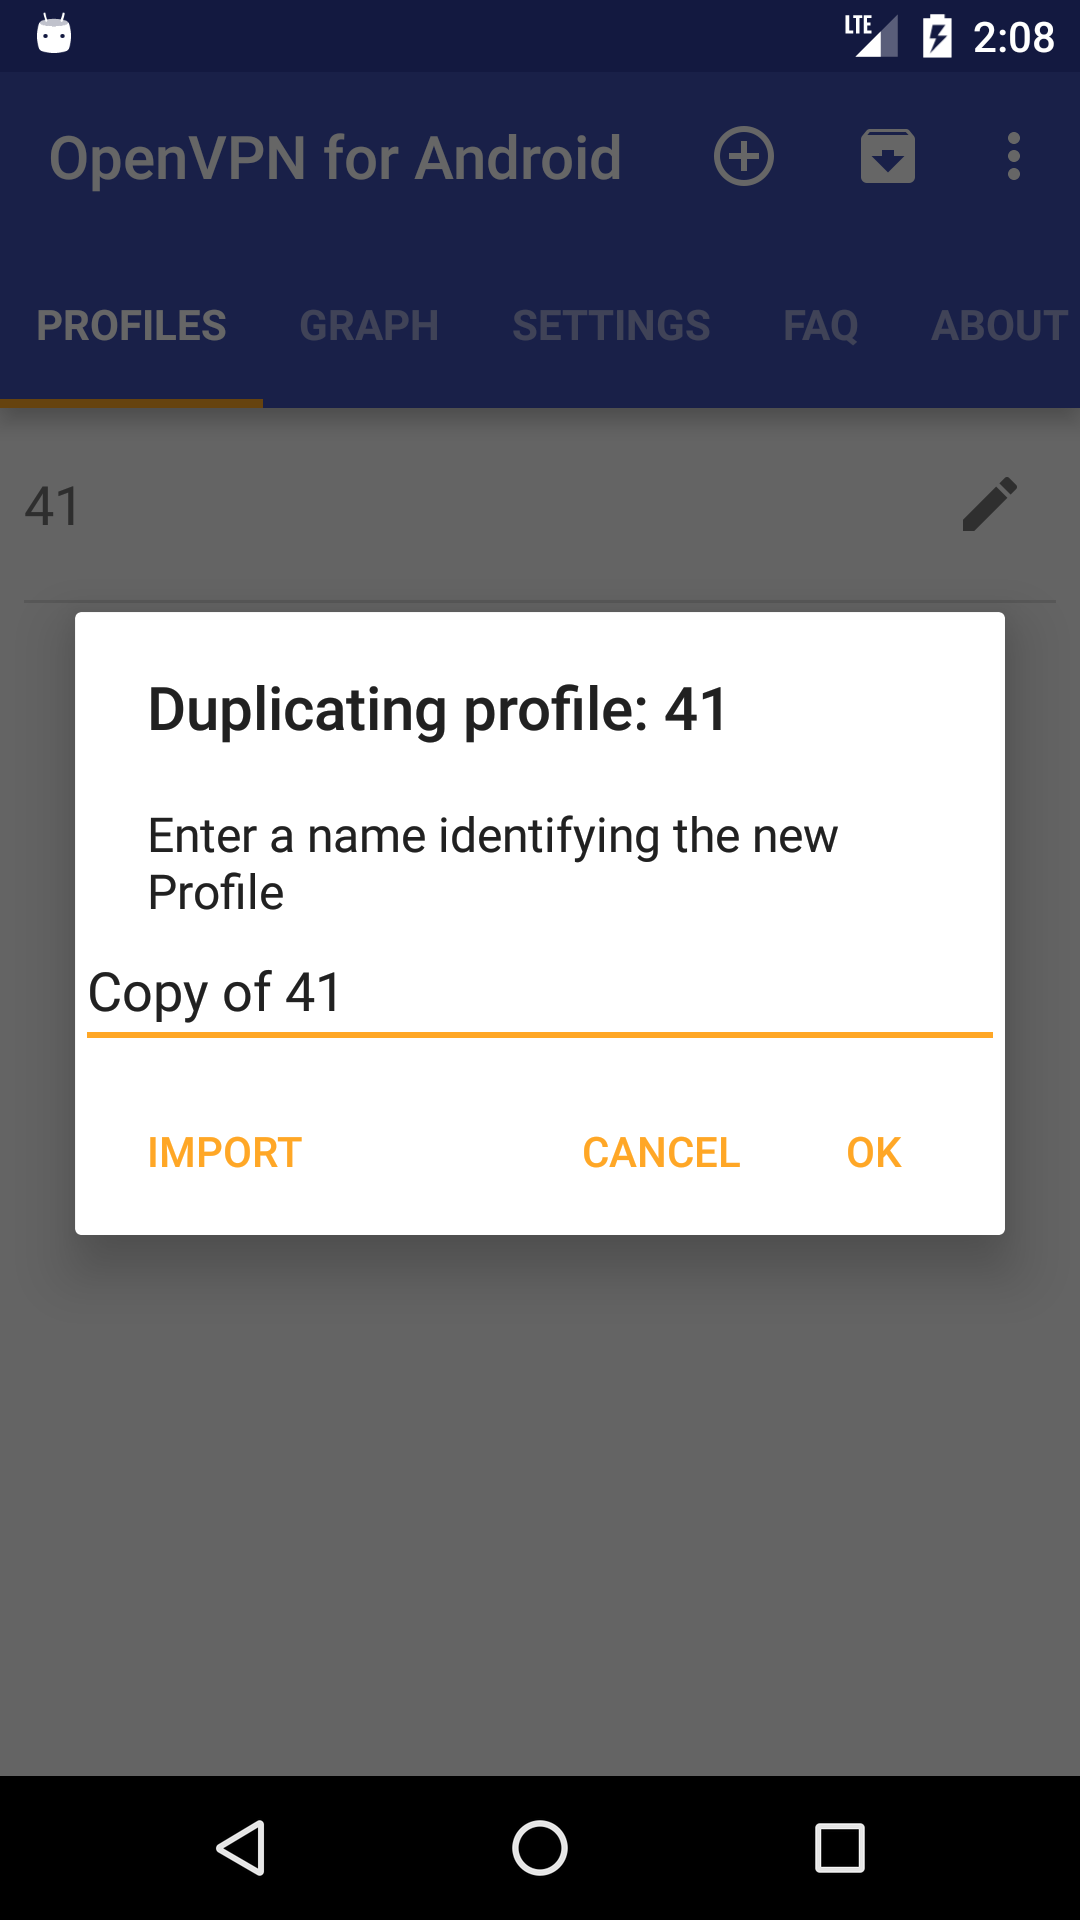 LTE 2:08
OpenVPN for Android
PROFILES GRAPH SETTINGS FAQ ABOUT
41
Duplicating profile: 41
Enter a name identifying the new
Profile
Copy of 41
IMPORT CANCEL OK